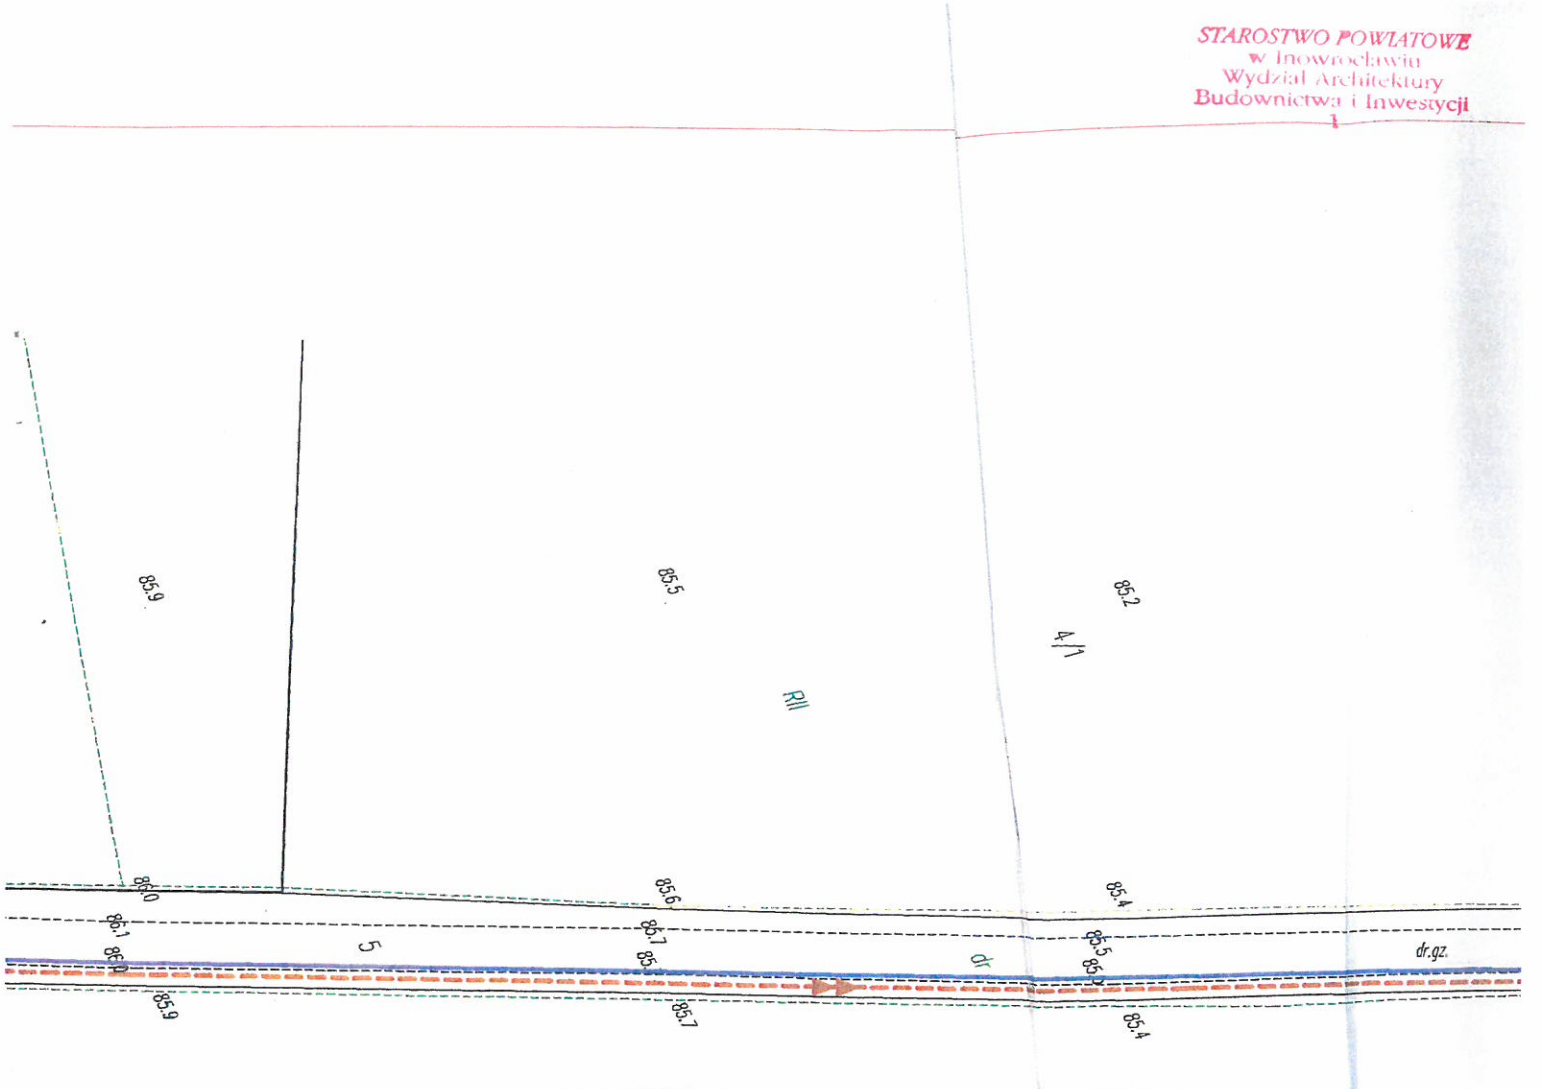 STAROSTWO POWIATOWE
w Inowrocławiu
Wydział Architektury
Budownictwa i Inwestycji
1
85.9
85.5
85.2
4/1
RII
86.0
85.6
85.4
86.1
85.7
85.5
5
dr
dr.gz.
86.0
85.9
85.7
85.4